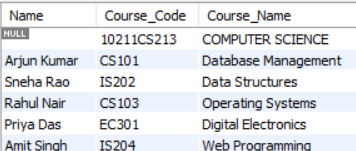 Name Course_Code Course_Name
NULL 10211CS213 COMPUTER SCIENCE
Arjun Kumar CS101 Database Management
Sneha Rao IS202 Data Structures
Rahul Nair CS103 Operating Systems
Priya Das EC301 Digital Electronics
Amit Singh IS204 Web Programming